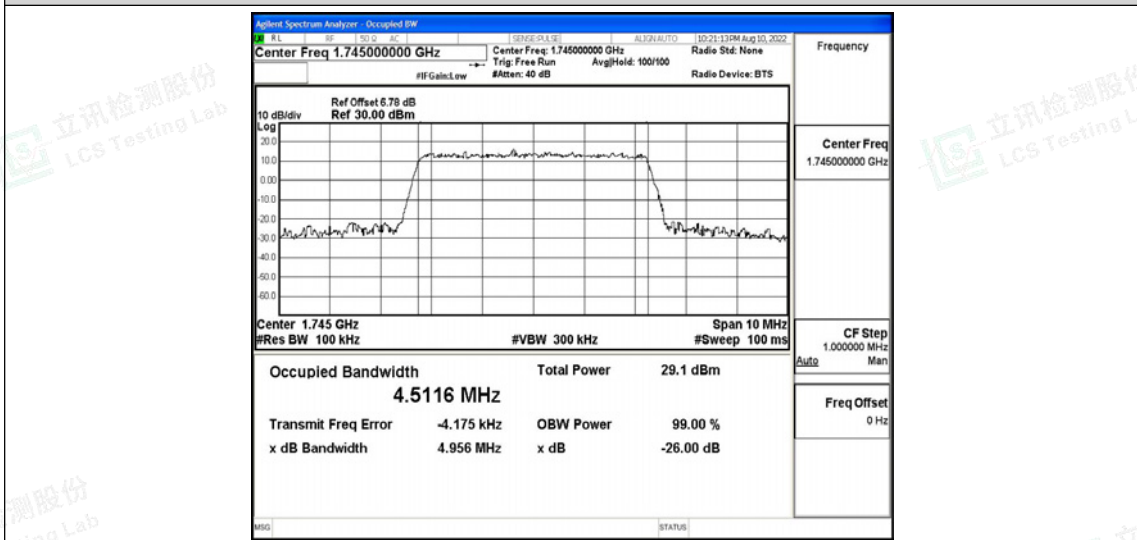 Agilent Spectrum Analyzer - Occupied BW
RL RF 50 Ω AC SENSE:PULSE ALIGN AUTO 10:21:13 PM Aug 10, 2022
Center Freq 1.745000000 GHz
Center Freq: 1.745000000 GHz
Radio Std: None
Trig: Free Run Avg|Hold: 100/100
#IFGain:Low #Atten: 40 dB Radio Device: BTS
Ref Offset 6.78 dB
10 dB/div Ref 30.00 dBm
Log
20.0
10.0
0.00
-10.0
-20.0
-30.0
-40.0
-50.0
-60.0
Center 1.745 GHz Span 10 MHz
#Res BW 100 kHz #VBW 300 kHz #Sweep 100 ms
Occupied Bandwidth Total Power 29.1 dBm
4.5116 MHz
Transmit Freq Error -4.175 kHz OBW Power 99.00 %
x dB Bandwidth 4.956 MHz x dB -26.00 dB
MSG STATUS
Frequency
Center Freq
1.745000000 GHz
CF Step
1.000000 MHz
Auto Man
Freq Offset
0 Hz
立讯检测股份
LCS Testing Lab
立讯检测股份
LCS Testing L
测股份
ing Lab